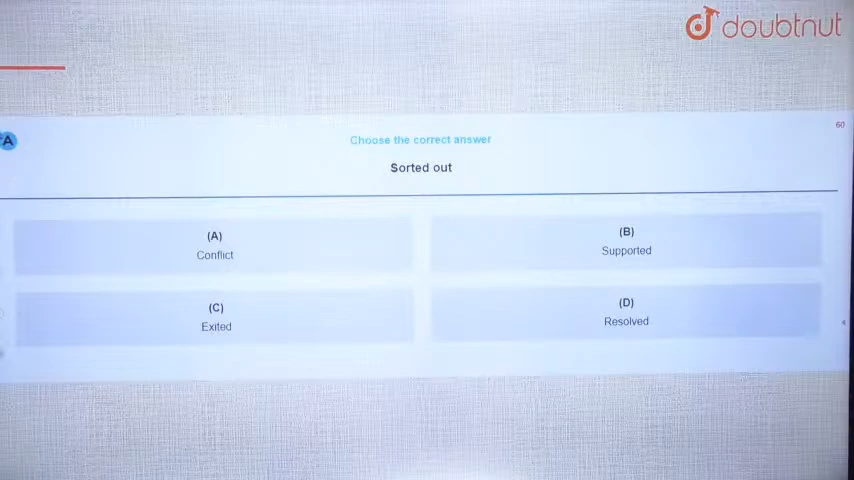 doubtnut
A
60
Choose the correct answer
Sorted out
(A)
Conflict
(B)
Supported
(C)
Exited
(D)
Resolved